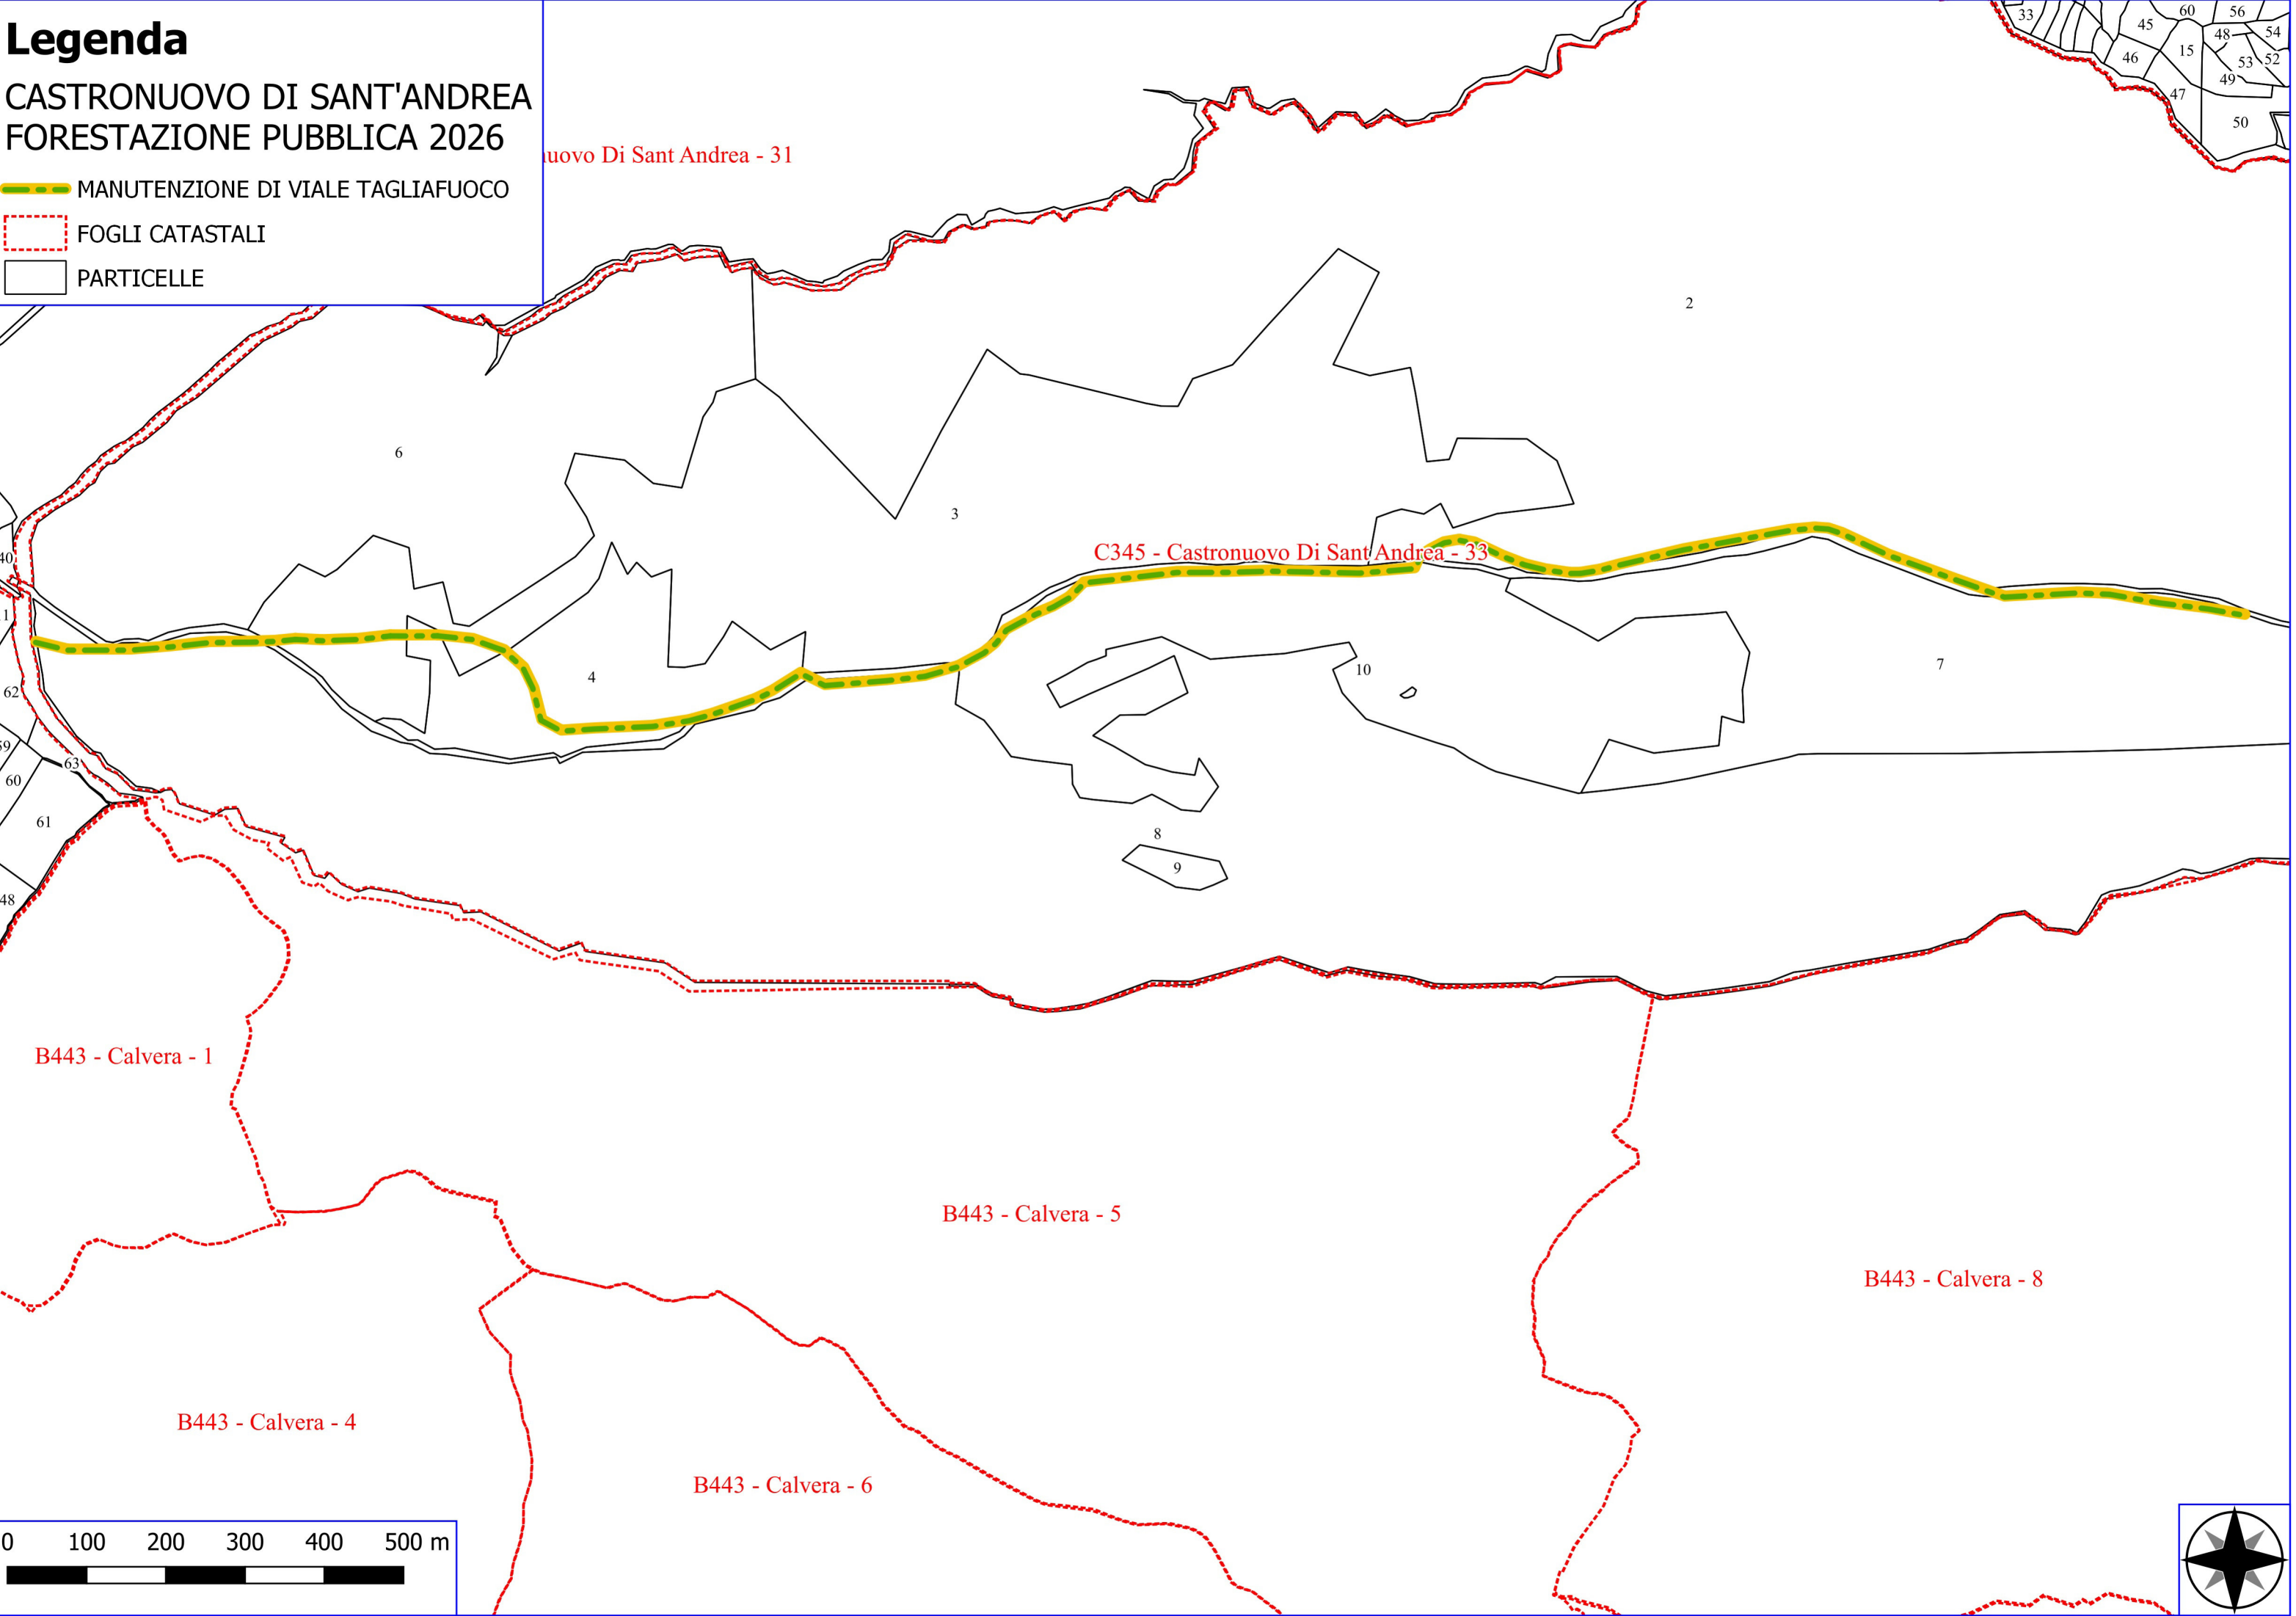 Legenda
CASTRONUOVO DI SANT'ANDREA
FORESTAZIONE PUBBLICA 2026
MANUTENZIONE DI VIALE TAGLIAFUOCO
FOGLI CATASTALI
PARTICELLE
uovo Di Sant Andrea - 31
33
45
60
56
46
15
48
54
53
52
49
47
50
2
6
3
C345 - Castronuovo Di Sant Andrea - 33
40
1
4
10
7
62
59
63
60
61
8
9
48
B443 - Calvera - 1
B443 - Calvera - 5
B443 - Calvera - 8
B443 - Calvera - 4
B443 - Calvera - 6
0 100 200 300 400 500 m